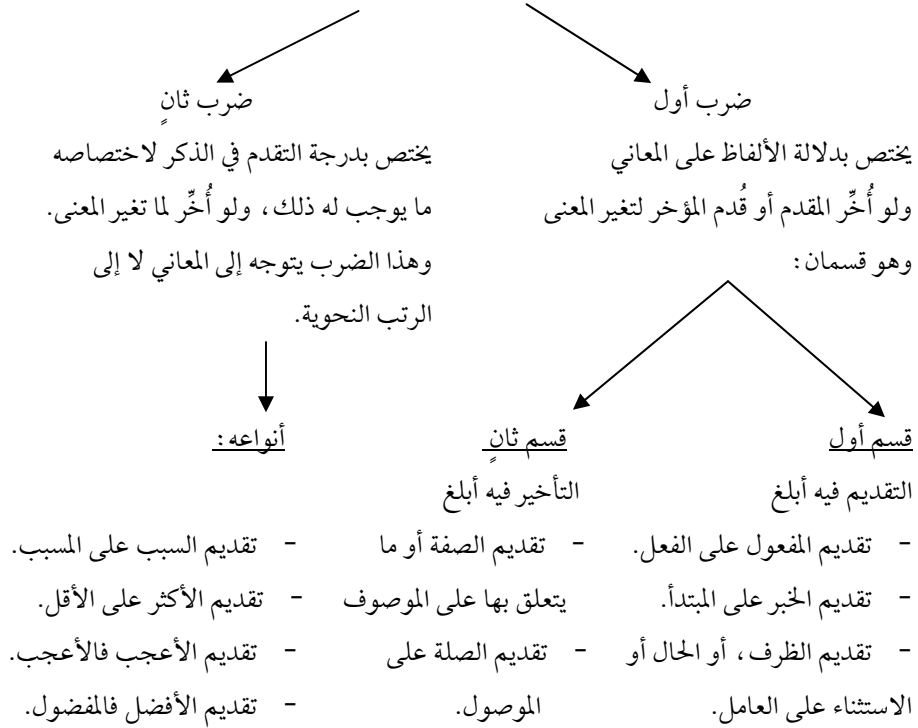 ضرب أول
يختص بدلالة الألفاظ على المعاني
ولو أُخِّر المقدم أو قُدم المؤخر لتغير المعنى
وهو قسمان:
ضرب ثانٍ
يختص بدرجة التقدم في الذكر لاختصاصه
ما يوجب له ذلك، ولو أُخِّر لما تغير المعنى.
وهذا الضرب يتوجه إلى المعاني لا إلى
الرتب النحوية.
قسم أول
التقديم فيه أبلغ
- تقديم المفعول على الفعل.
- تقديم الخبر على المبتدأ.
- تقديم الظرف، أو الحال أو
الاستثناء على العامل.
قسم ثانٍ
التأخير فيه أبلغ
- تقديم الصفة أو ما
يتعلق بها على الموصوف
- تقديم الصلة على
الموصول.
أنواعه:
- تقديم السبب على المسبب.
- تقديم الأكثر على الأقل.
- تقديم الأعجب فالأعجب.
- تقديم الأفضل فالمفضول.